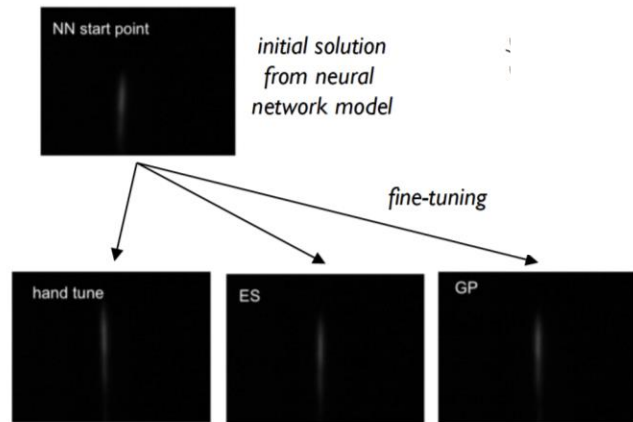 NN start point
initial solution
from neural
network model
fine-tuning
hand tune
ES
GP